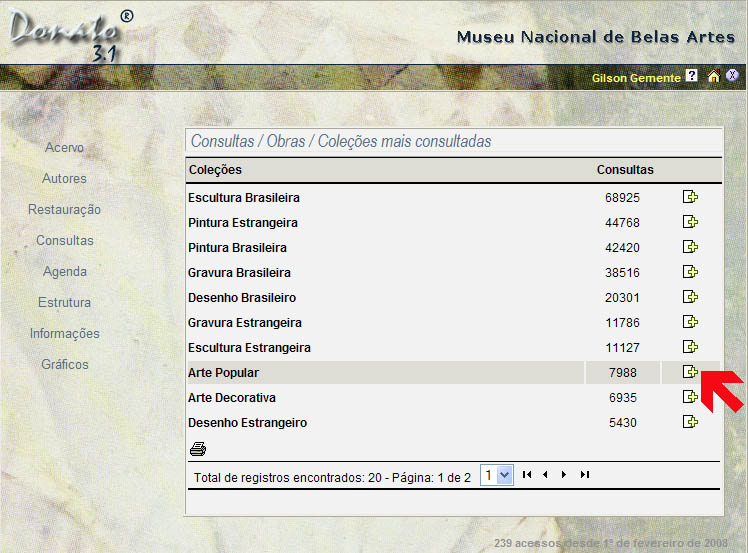 Donato ®
3.1
Museu Nacional de Belas Artes
Gilson Gemente ? X
Acervo
Autores
Restauração
Consultas
Agenda
Estrutura
Informações
Gráficos
Consultas / Obras / Coleções mais consultadas
Coleções Consultas
Escultura Brasileira 68925
Pintura Estrangeira 44768
Pintura Brasileira 42420
Gravura Brasileira 38516
Desenho Brasileiro 20301
Gravura Estrangeira 11786
Escultura Estrangeira 11127
Arte Popular 7988
Arte Decorativa 6935
Desenho Estrangeiro 5430
Total de registros encontrados: 20 - Página: 1 de 2 1
239 acessos desde 1º de fevereiro de 2008